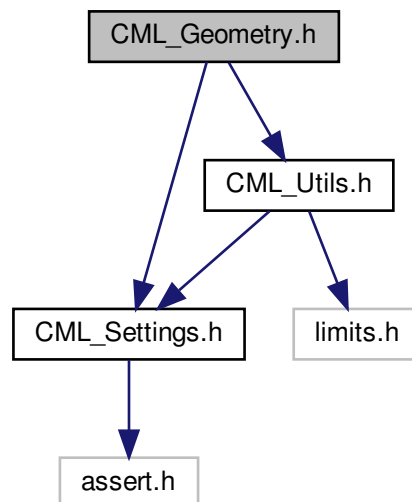 CML_Geometry.h
CML_Utils.h
CML_Settings.h
limits.h
assert.h